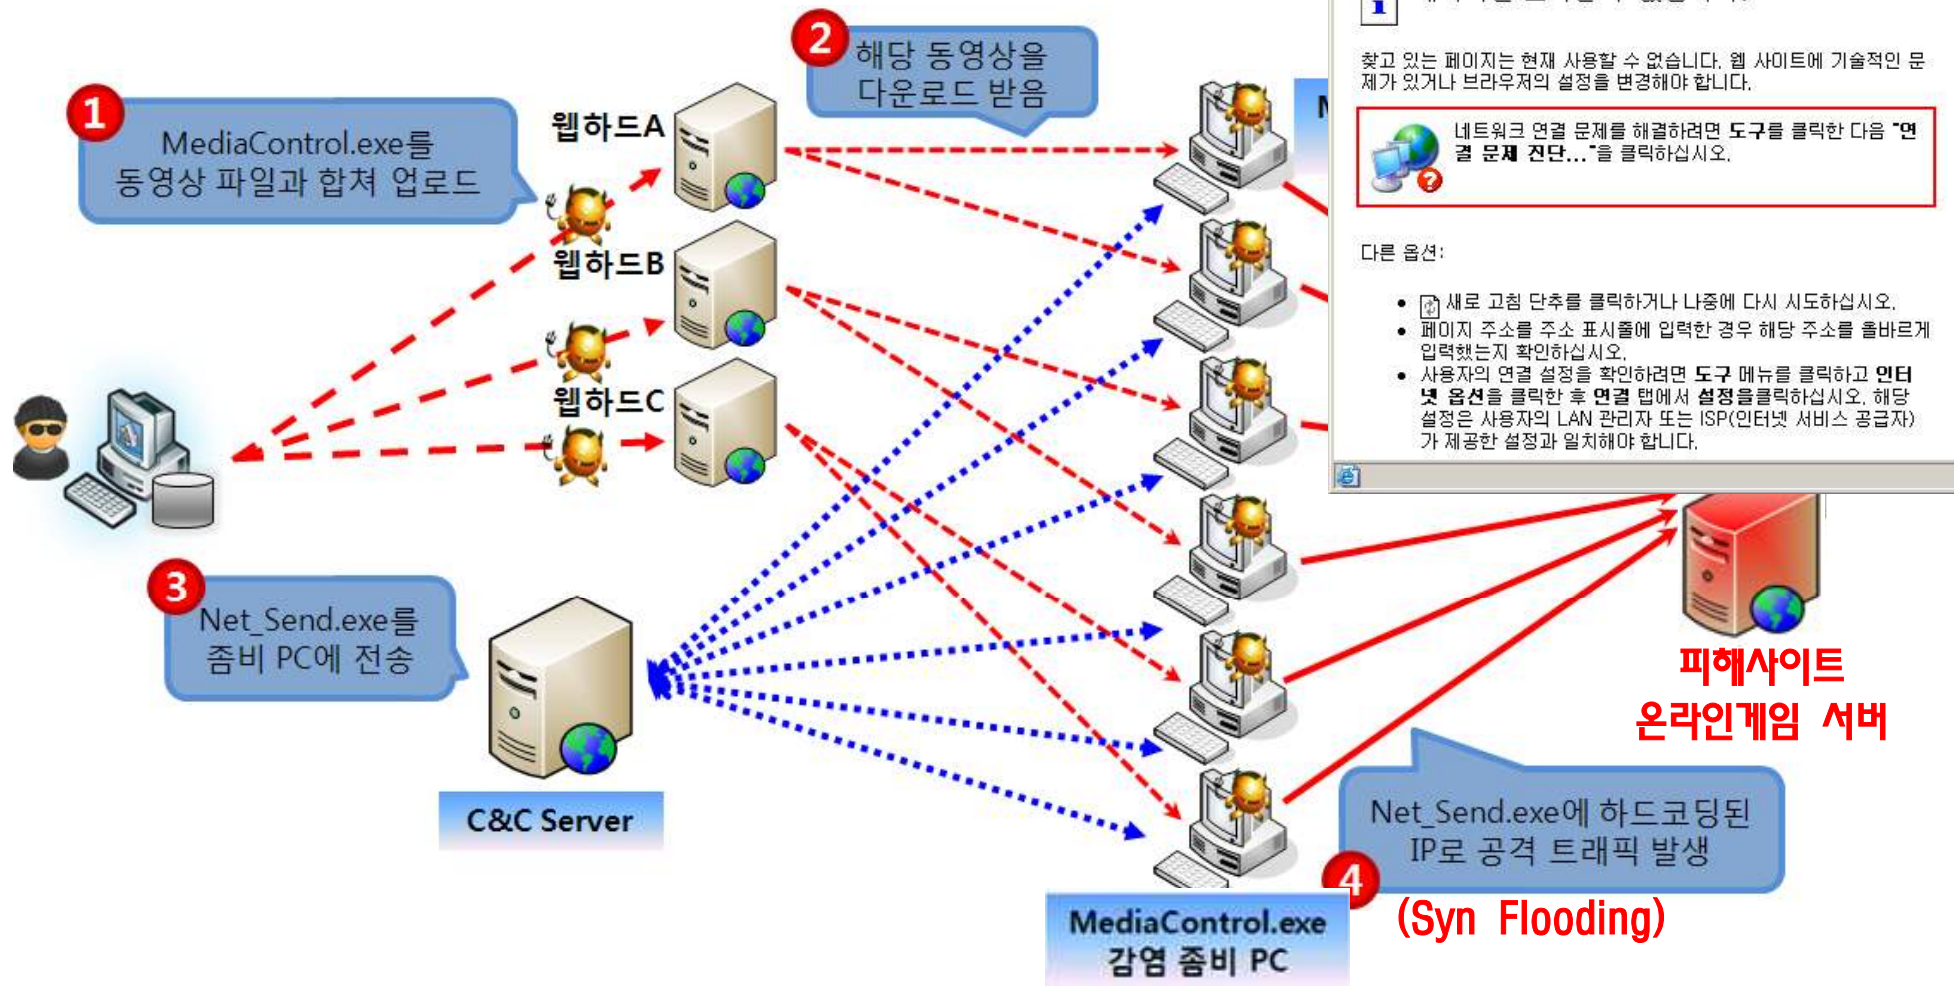 1
MediaControl.exe를
동영상 파일과 합쳐 업로드
웹하드A
웹하드B
웹하드C
2
해당 동영상을
다운로드 받음
찾고 있는 페이지는 현재 사용할 수 없습니다. 웹 사이트에 기술적인 문
제가 있거나 브라우저의 설정을 변경해야 합니다.
네트워크 연결 문제를 해결하려면 도구를 클릭한 다음 "연
결 문제 진단..."을 클릭하십시오.
다른 옵션:
• 새로 고침 단추를 클릭하거나 나중에 다시 시도하십시오.
• 페이지 주소를 주소 표시줄에 입력한 경우 해당 주소를 올바르게
입력했는지 확인하십시오.
• 사용자의 연결 설정을 확인하려면 도구 메뉴를 클릭하고 인터
넷 옵션을 클릭한 후 연결 탭에서 설정을클릭하십시오. 해당
설정은 사용자의 LAN 관리자 또는 ISP(인터넷 서비스 공급자)
가 제공한 설정과 일치해야 합니다.
3
Net_Send.exe를
좀비 PC에 전송
C&C Server
피해사이트
온라인게임 서버
Net_Send.exe에 하드코딩된
IP로 공격 트래픽 발생
4
(Syn Flooding)
MediaControl.exe
감염 좀비 PC